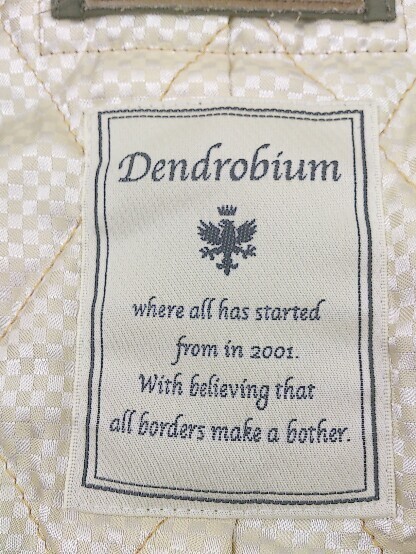 Dendrobium
where all has started
from in 2001.
With believing that
all borders make a bother.